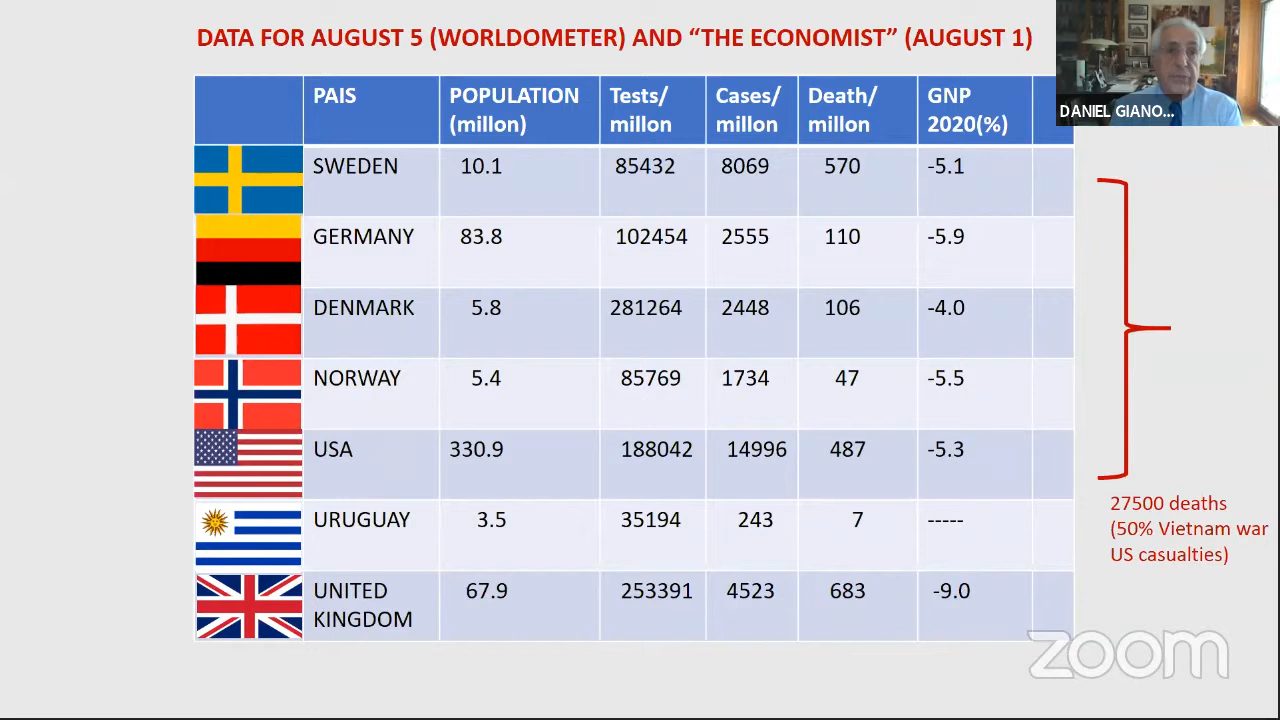 DATA FOR AUGUST 5 (WORLDOMETER) AND “THE ECONOMIST” (AUGUST 1)
DANIEL GIANO...
PAIS POPULATION (millon) Tests/ millon Cases/ millon Death/ millon GNP 2020(%)
SWEDEN 10.1 85432 8069 570 -5.1
GERMANY 83.8 102454 2555 110 -5.9
DENMARK 5.8 281264 2448 106 -4.0
NORWAY 5.4 85769 1734 47 -5.5
USA 330.9 188042 14996 487 -5.3
URUGUAY 3.5 35194 243 7 -----
UNITED KINGDOM 67.9 253391 4523 683 -9.0
27500 deaths
(50% Vietnam war
US casualties)
zoom